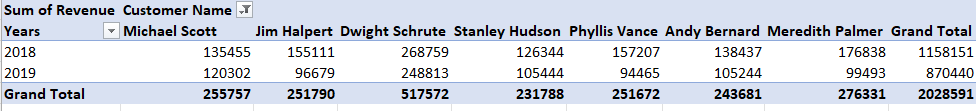 Sum of Revenue Customer Name
Years Michael Scott Jim Halpert Dwight Schrute Stanley Hudson Phyllis Vance Andy Bernard Meredith Palmer Grand Total
2018 135455 155111 268759 126344 157207 138437 176838 1158151
2019 120302 96679 248813 105444 94465 105244 99493 870440
Grand Total 255757 251790 517572 231788 251672 243681 276331 2028591